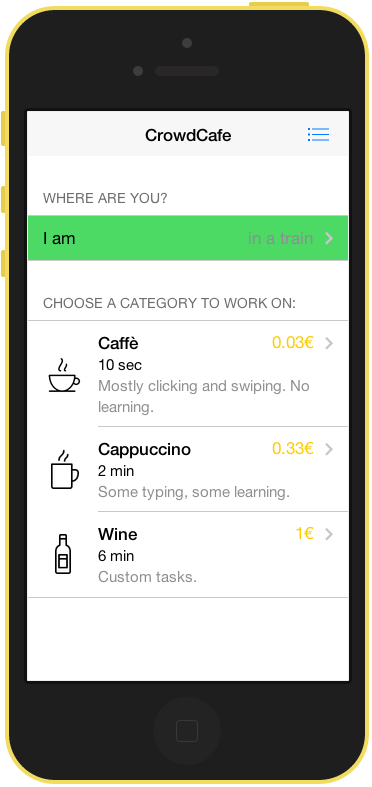 CrowdCafe
WHERE ARE YOU?
I am in a train
CHOOSE A CATEGORY TO WORK ON:
Caffè 0.03€
10 sec
Mostly clicking and swiping. No
learning.
Cappuccino 0.33€
2 min
Some typing, some learning.
Wine 1€
6 min
Custom tasks.